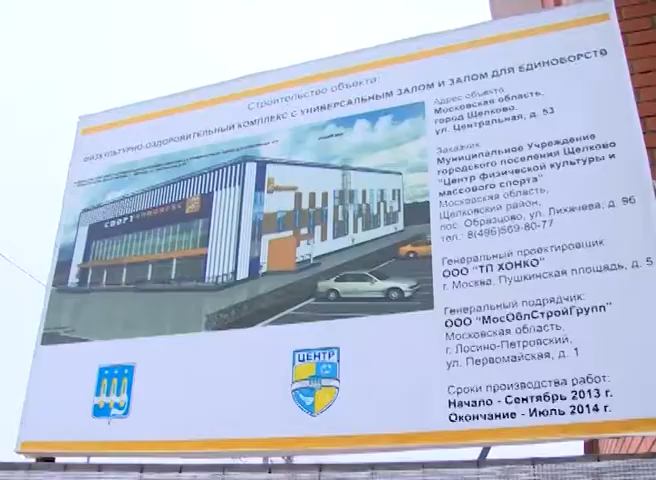 Строительство объекта:
ФИЗКУЛЬТУРНО-ОЗДОРОВИТЕЛЬНЫЙ КОМПЛЕКС С УНИВЕРСАЛЬНЫМ ЗАЛОМ И ЗАЛОМ ДЛЯ ЕДИНОБОРСТВ
Адрес объекта
Московская область,
город Щелково,
ул. Центральная, д. 53
Заказчик
Муниципальное Учреждение
городского поселения Щелково
"Центр физической культуры и
массового спорта"
Московская область,
Щелковский район,
пос. Образцово, ул. Лихачева, д. 9б
тел.: 8(496)569-80-77
Генеральный проектировщик
ООО "ТП ХОНКО"
г. Москва, Пушкинская площадь, д. 5
Генеральный подрядчик:
ООО "МосОблСтройГрупп"
Московская область,
г. Лосино-Петровский,
ул. Первомайская, д. 1
Сроки производства работ:
Начало - Сентябрь 2013 г.
Окончание - Июль 2014 г.
СПОРТКОМПЛЕКС
ЦЕНТР